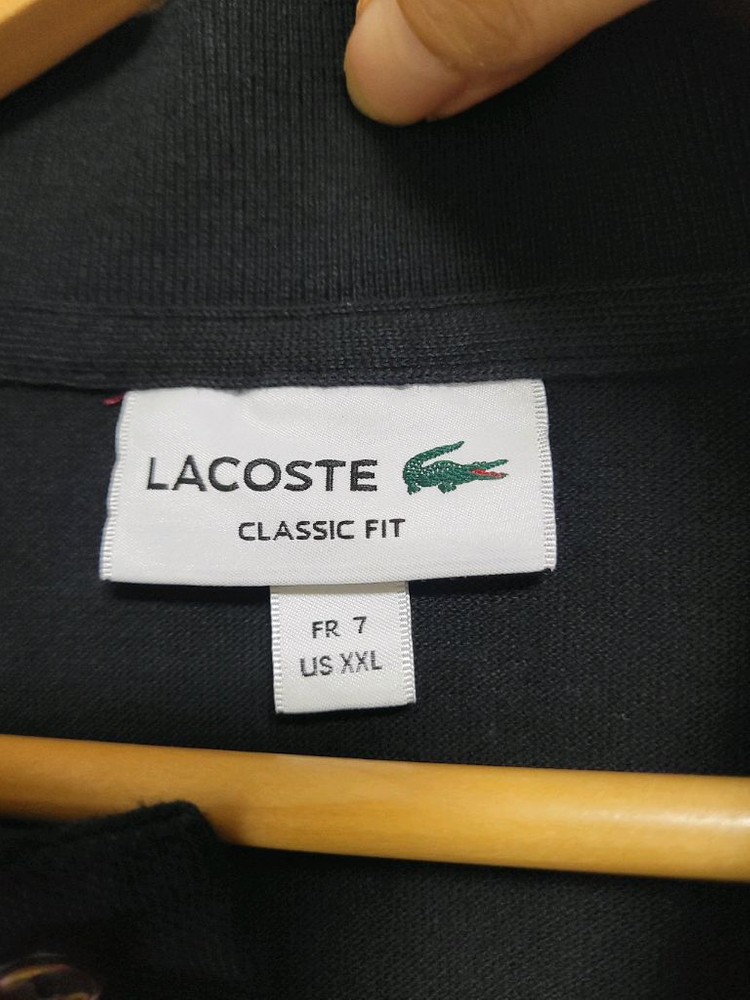 LACOSTE
CLASSIC FIT
FR 7
US XXL